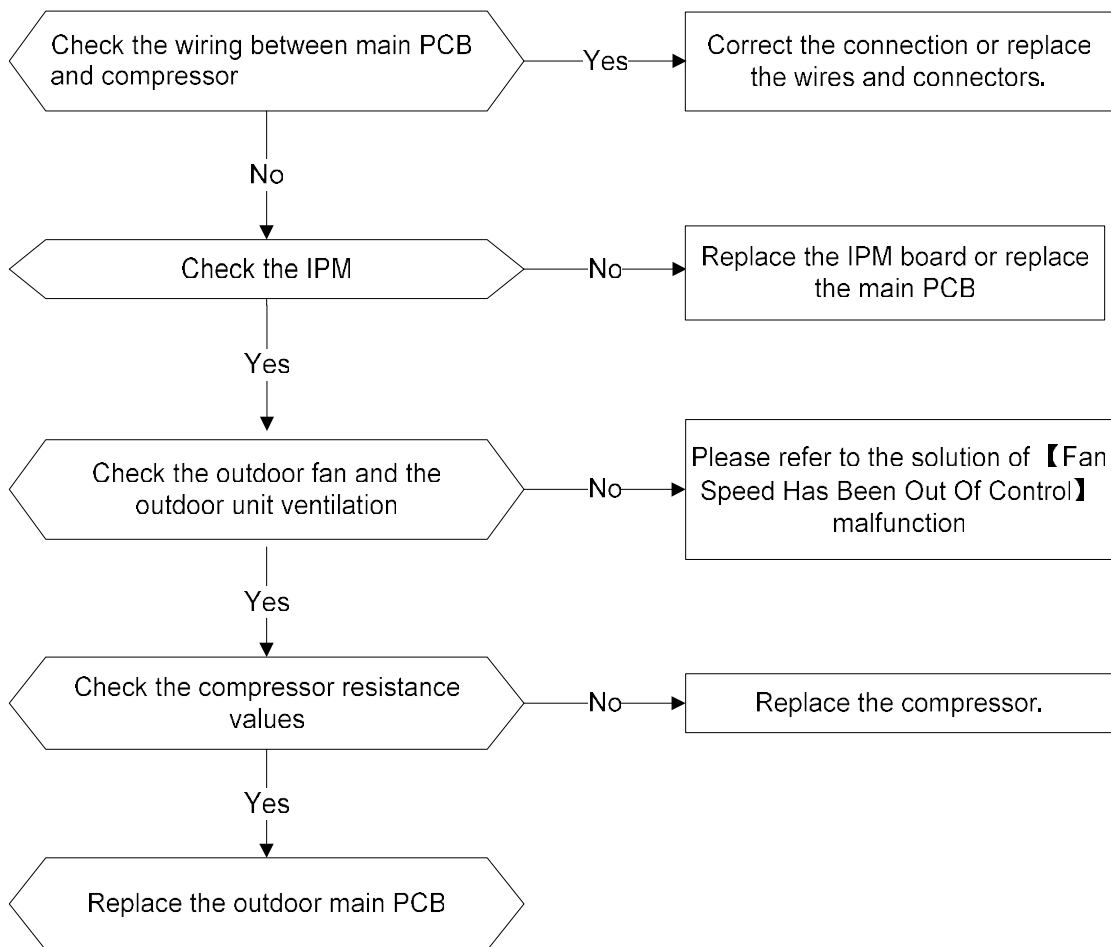 Check the wiring between main PCB
and compressor
Yes
Correct the connection or replace
the wires and connectors.
No
Check the IPM
No
Replace the IPM board or replace
the main PCB
Yes
Check the outdoor fan and the
outdoor unit ventilation
No
Please refer to the solution of【Fan
Speed Has Been Out Of Control】
malfunction
Yes
Check the compressor resistance
values
No
Replace the compressor.
Yes
Replace the outdoor main PCB